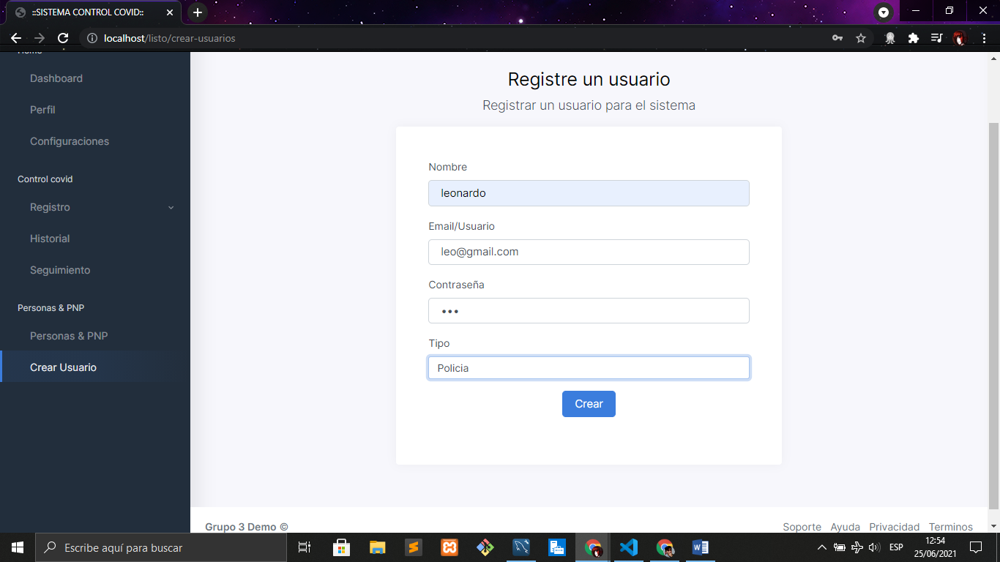 ::SISTEMA CONTROL COVID::
localhost/listo/crear-usuarios
Home
Dashboard
Perfil
Configuraciones
Control covid
Registro
Historial
Seguimiento
Personas & PNP
Personas & PNP
Crear Usuario
Registre un usuario
Registrar un usuario para el sistema
Nombre
leonardo
Email/Usuario
leo@gmail.com
Contraseña
•••
Tipo
Policia
Crear
Grupo 3 Demo ©
Soporte Ayuda Privacidad Terminos
Escribe aquí para buscar
ESP
12:54
25/06/2021